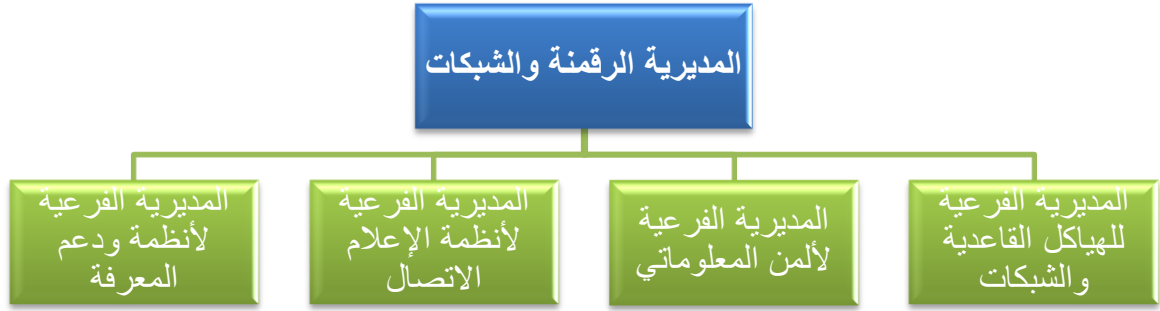 المديرية الرقمنة والشبكات
المديرية الفرعية
للهياكل القاعدية
والشبكات
المديرية الفرعية
لألمن المعلوماتي
المديرية الفرعية
لأنظمة الإعلام
الاتصال
المديرية الفرعية
لأنظمة ودعم
المعرفة